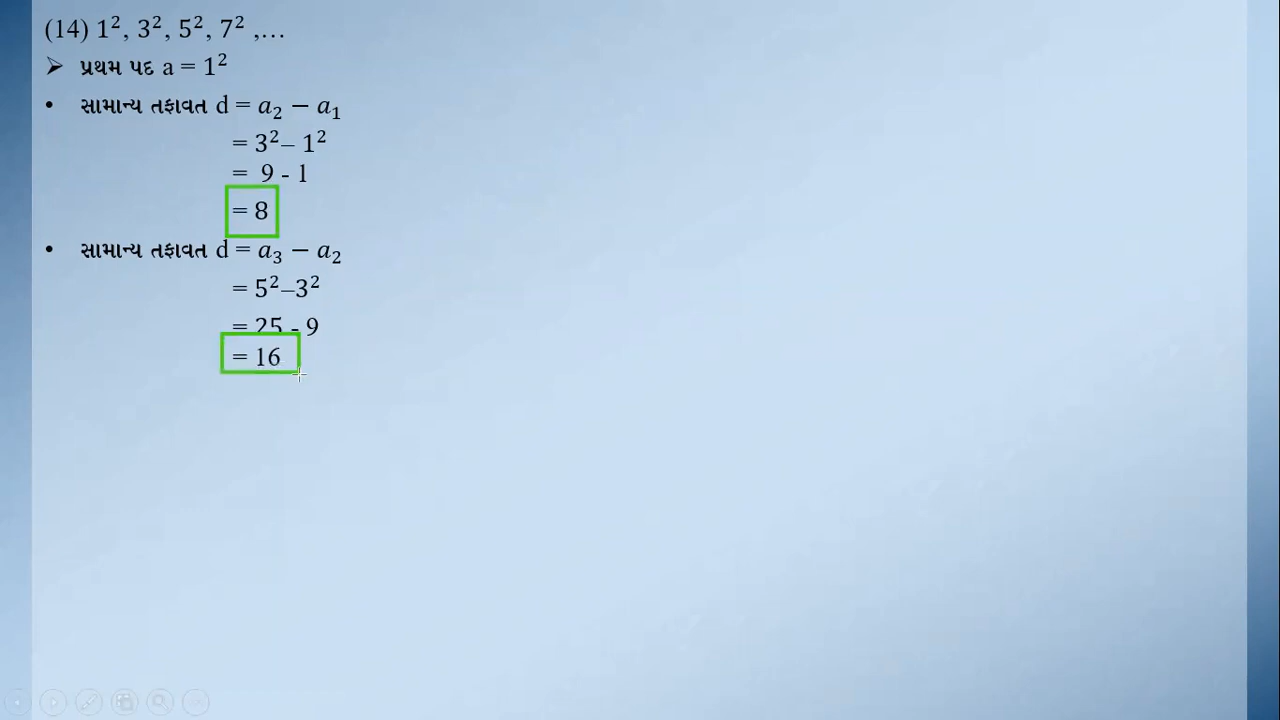 (14) 1², 3², 5², 7² ,…
➢ પ્રથમ પદ a = 1²
• સામાન્ય તફાવત d = a₂ − a₁
= 3²– 1²
= 9 - 1
= 8
• સામાન્ય તફાવત d = a₃ − a₂
= 5²–3²
= 25 - 9
= 16